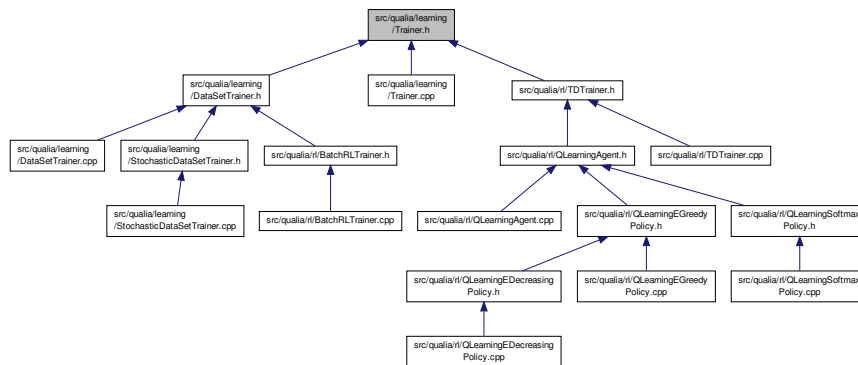 src/qualia/learning
/Trainer.h
src/qualia/learning
/DataSetTrainer.h
src/qualia/learning
/Trainer.cpp
src/qualia/rl/TDTrainer.h
src/qualia/learning
/DataSetTrainer.cpp
src/qualia/learning
/StochasticDataSetTrainer.h
src/qualia/rl/BatchRLTrainer.h
src/qualia/rl/QLearningAgent.h
src/qualia/rl/TDTrainer.cpp
src/qualia/learning
/StochasticDataSetTrainer.cpp
src/qualia/rl/BatchRLTrainer.cpp
src/qualia/rl/QLearningAgent.cpp
src/qualia/rl/QLearningEGreedy
Policy.h
src/qualia/rl/QLearningSoftmax
Policy.h
src/qualia/rl/QLearningEDecreasing
Policy.h
src/qualia/rl/QLearningEGreedy
Policy.cpp
src/qualia/rl/QLearningSoftmax
Policy.cpp
src/qualia/rl/QLearningEDecreasing
Policy.cpp